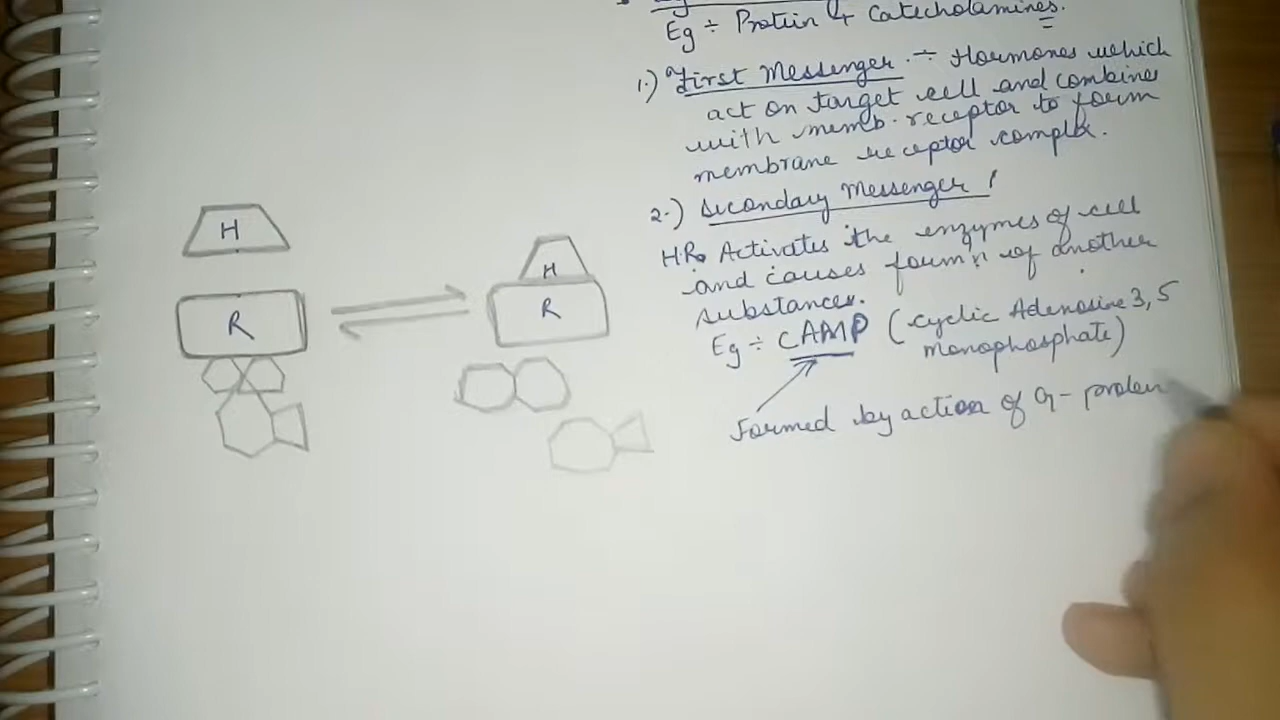 Eg ÷ Protein & Catecholamines.
1.) First Messenger ÷ Hormones which
act on target cell and combines
with memb. receptor to form
membrane receptor complex.
2.) Secondary Messenger !
H.R. Activates the enzymes of cell
and causes form'n of another
substances.
Eg ÷ CAMP (cyclic Adenosine 3, 5
monophosphate)
Formed by action of G- protein
H
R
H
R